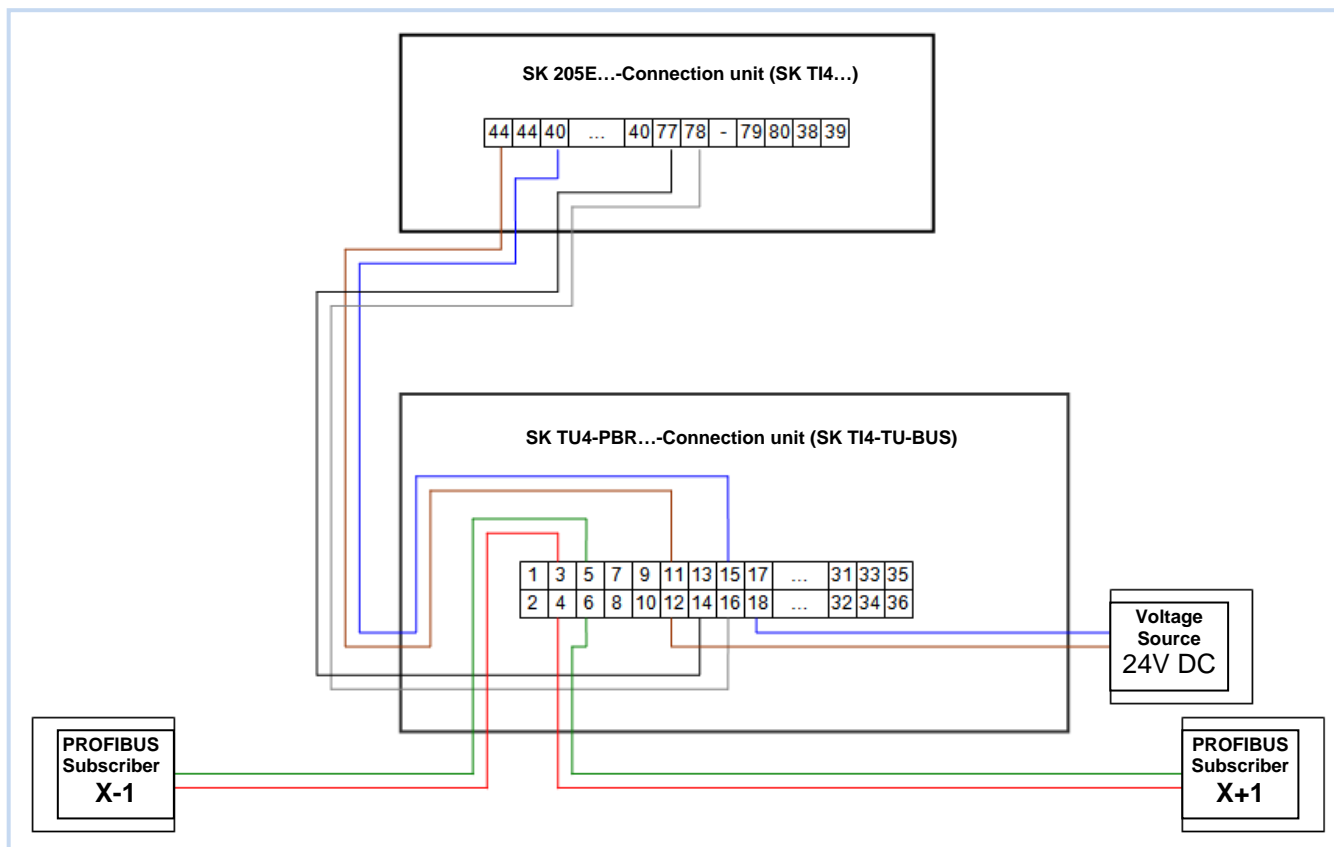 SK 205E…-Connection unit (SK TI4…)
44 44 40 ... 40 77 78 - 79 80 38 39
SK TU4-PBR…-Connection unit (SK TI4-TU-BUS)
1 3 5 7 9 11 13 15 17 ... 31 33 35
2 4 6 8 10 12 14 16 18 ... 32 34 36
Voltage
Source
24V DC
PROFIBUS
Subscriber
X-1
PROFIBUS
Subscriber
X+1